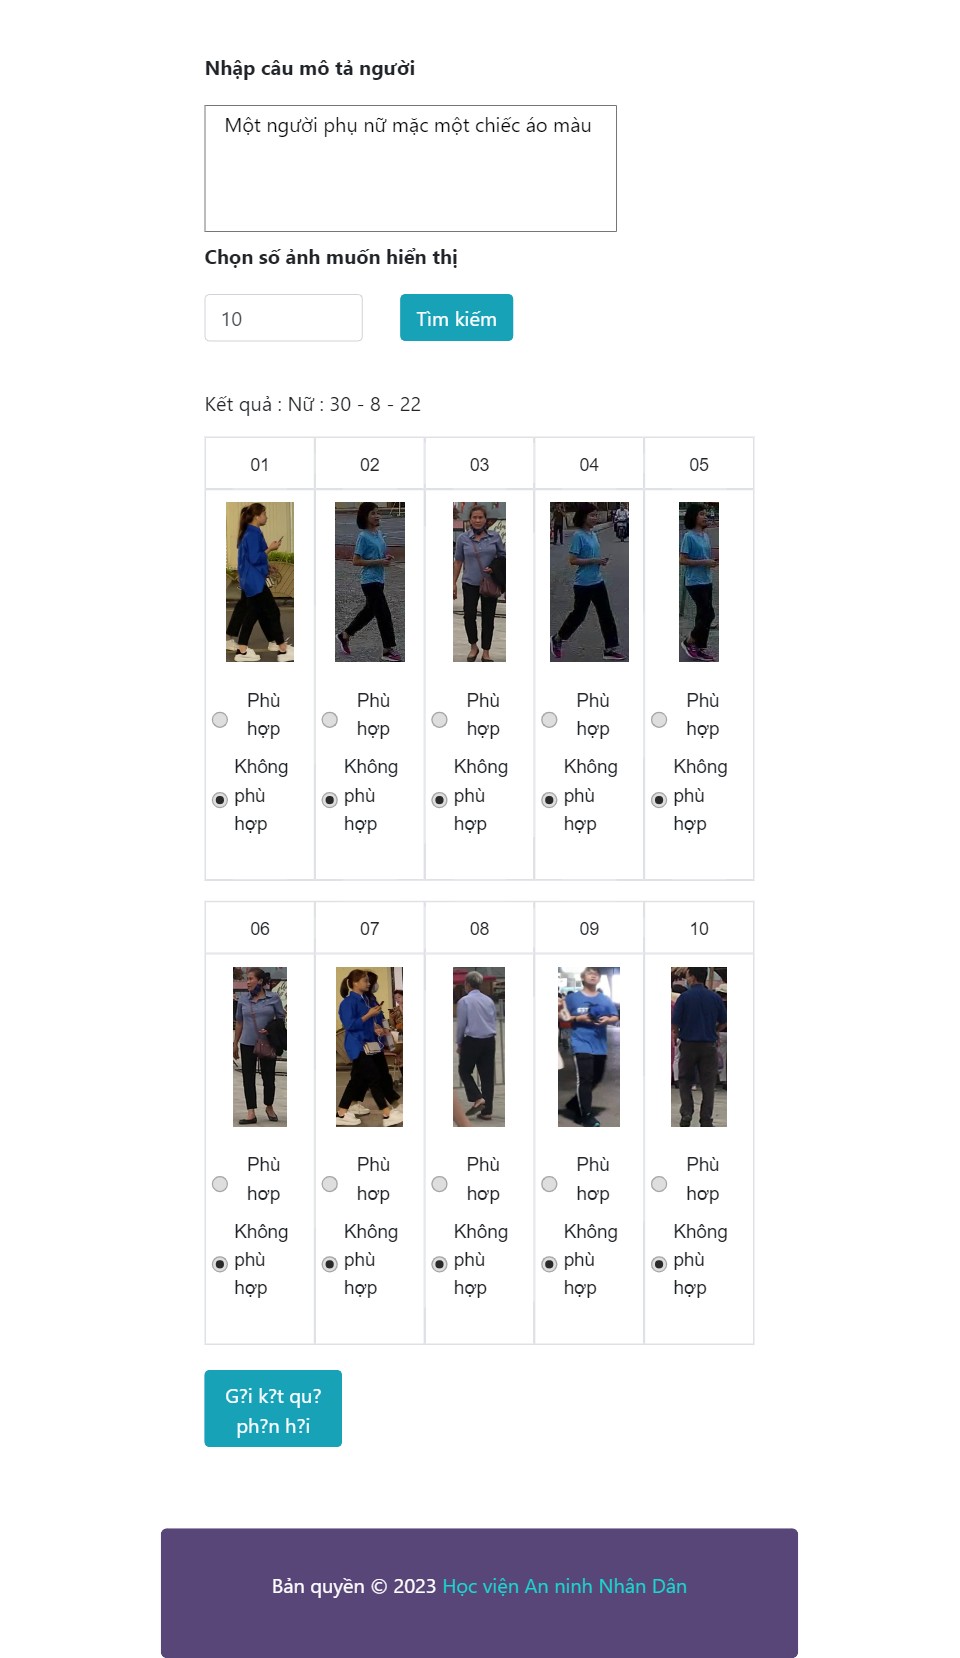 Nhập câu mô tả người
Một người phụ nữ mặc một chiếc áo màu
Chọn số ảnh muốn hiển thị
10
Tìm kiếm
Kết quả : Nữ : 30 - 8 - 22
01 02 03 04 05
Phù Phù Phù Phù Phù
hợp hợp hợp hợp hợp
Không Không Không Không Không
phù phù phù phù phù
hợp hợp hợp hợp hợp
06 07 08 09 10
Phù Phù Phù Phù Phù
hơp hơp hơp hơp hơp
Không Không Không Không Không
phù phù phù phù phù
hợp hợp hợp hợp hợp
G?i k?t qu?
ph?n h?i
Bản quyền © 2023 Học viện An ninh Nhân Dân